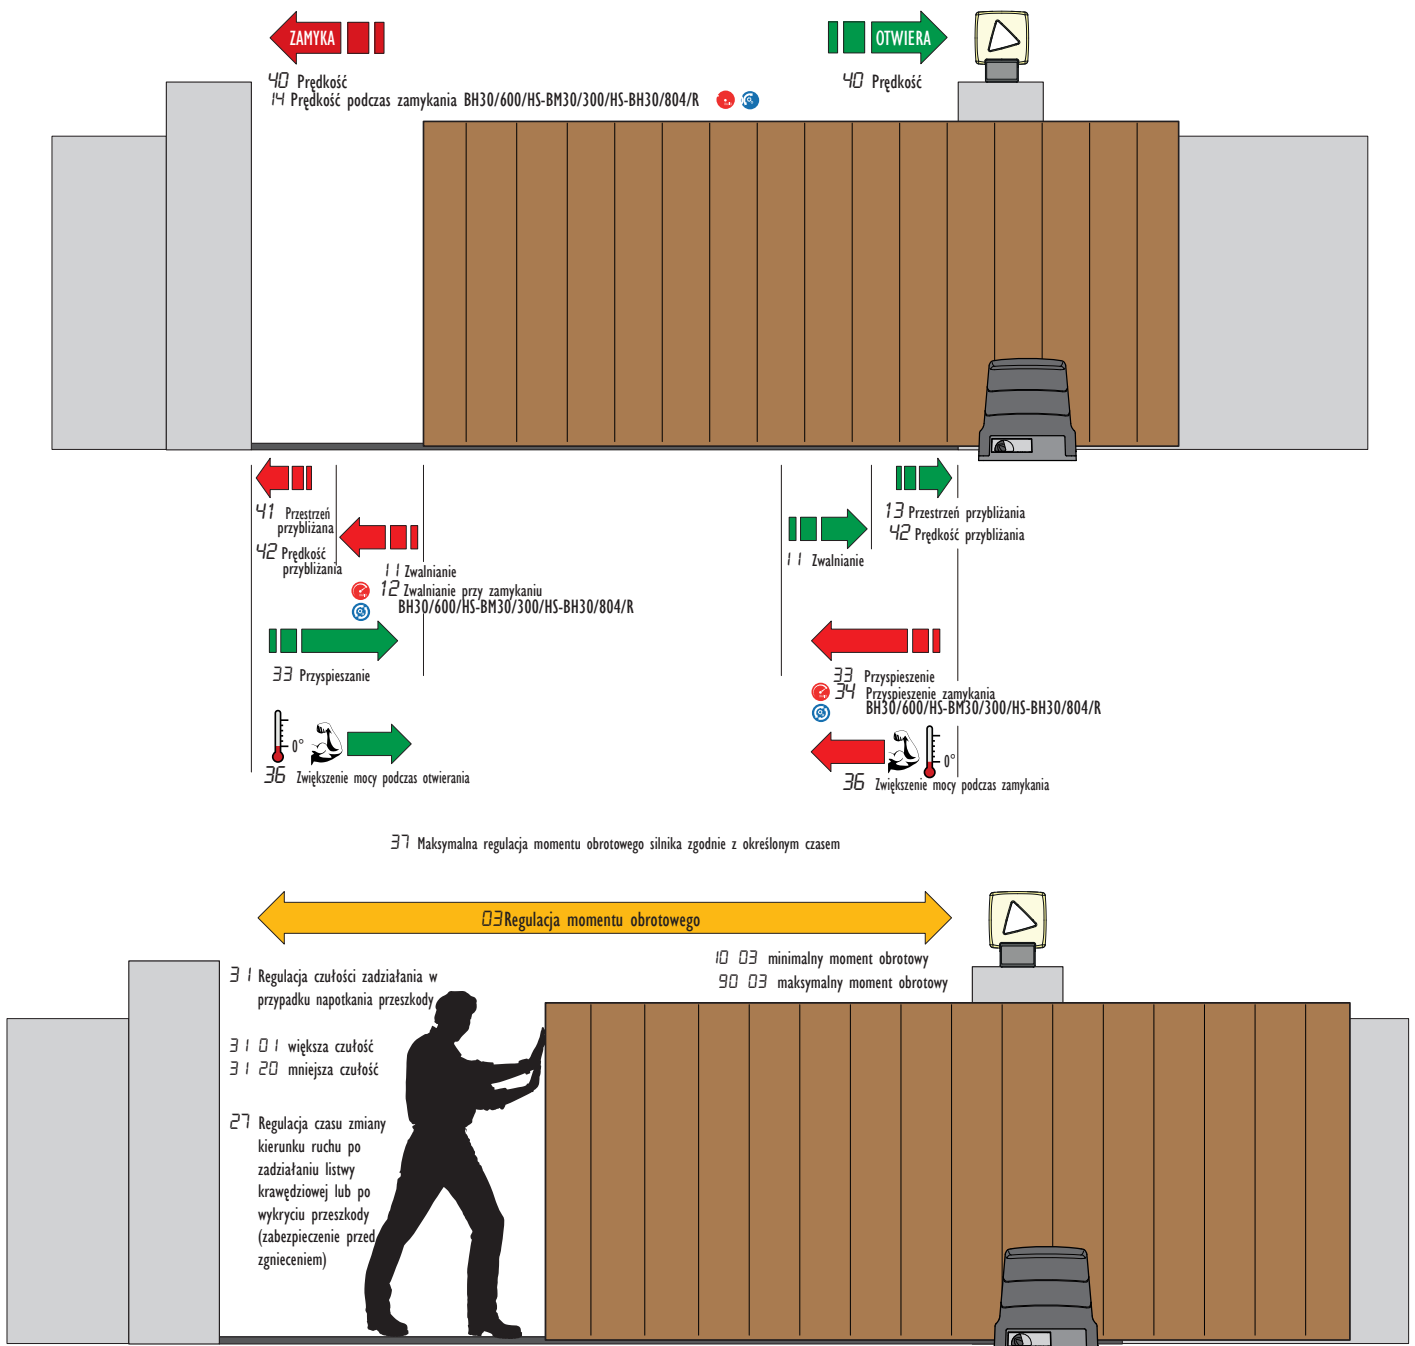 ZAMYKA
OTWIERA
40 Prędkość
14 Prędkość podczas zamykania BH30/600/HS-BM30/300/HS-BH30/804/R
40 Prędkość
41 Przestrzeń
przybliżana
42 Prędkość
przybliżania
11 Zwalnianie
12 Zwalnianie przy zamykaniu
BH30/600/HS-BM30/300/HS-BH30/804/R
13 Przestrzeń przybliżania
42 Prędkość przybliżania
11 Zwalnianie
33 Przyspieszanie
33 Przyspieszenie
34 Przyspieszenie zamykania
BH30/600/HS-BM30/300/HS-BH30/804/R
0°
36 Zwiększenie mocy podczas otwierania
0°
36 Zwiększenie mocy podczas zamykania
37 Maksymalna regulacja momentu obrotowego silnika zgodnie z określonym czasem
03 Regulacja momentu obrotowego
10 03 minimalny moment obrotowy
90 03 maksymalny moment obrotowy
31 Regulacja czułości zadziałania w
przypadku napotkania przeszkody
31 01 większa czułość
31 20 mniejsza czułość
27 Regulacja czasu zmiany
kierunku ruchu po
zadziałaniu listwy
krawędziowej lub po
wykryciu przeszkody
(zabezpieczenie przed
zgnieceniem)